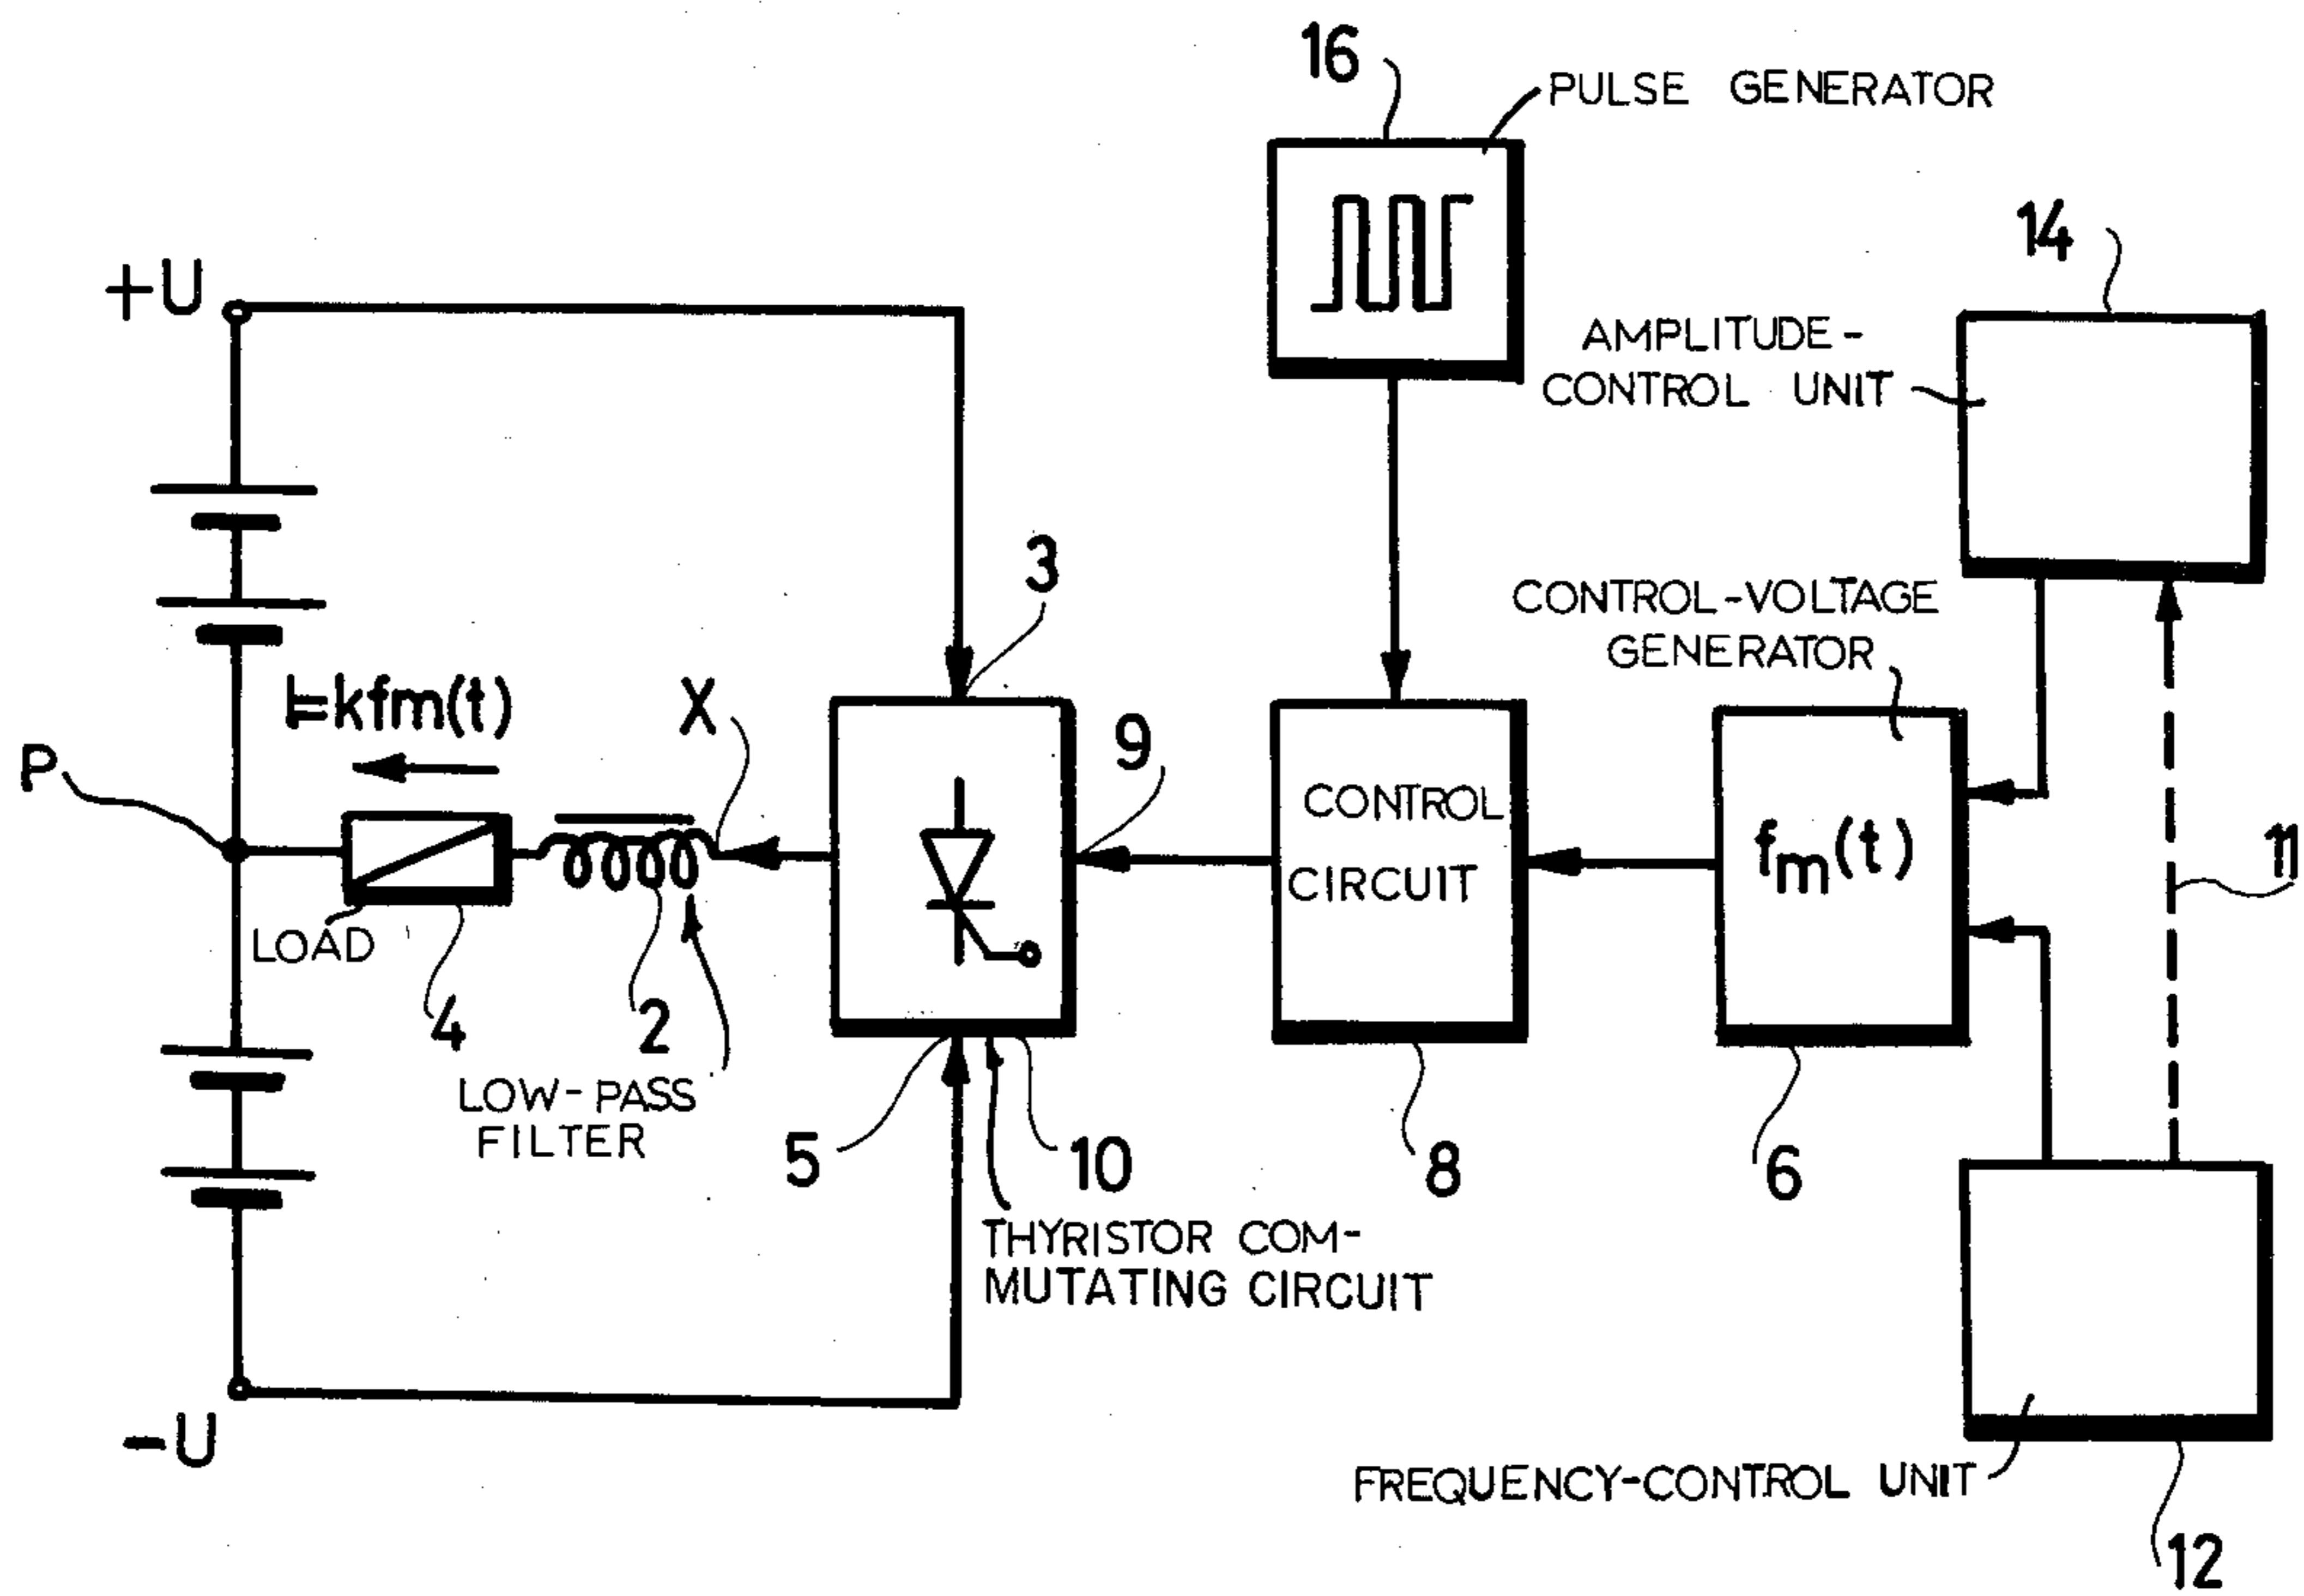 16
PULSE GENERATOR
14
+U
AMPLITUDE-
CONTROL UNIT
3
CONTROL-VOLTAGE
GENERATOR
I=kfm(t)
X
9
P
CONTROL
CIRCUIT
fm(t)
11
LOAD
4
2
LOW-PASS
FILTER
5
10
8
6
THYRISTOR COM-
MUTATING CIRCUIT
-U
FREQUENCY-CONTROL UNIT
12